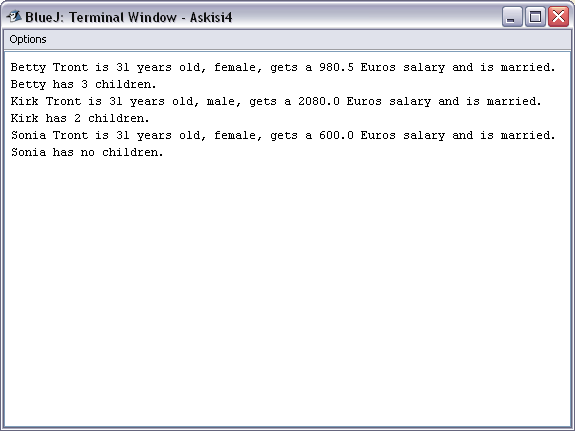 BlueJ: Terminal Window - Askisi4
Options
Betty Tront is 31 years old, female, gets a 980.5 Euros salary and is married.
Betty has 3 children.
Kirk Tront is 31 years old, male, gets a 2080.0 Euros salary and is married.
Kirk has 2 children.
Sonia Tront is 31 years old, female, gets a 600.0 Euros salary and is married.
Sonia has no children.